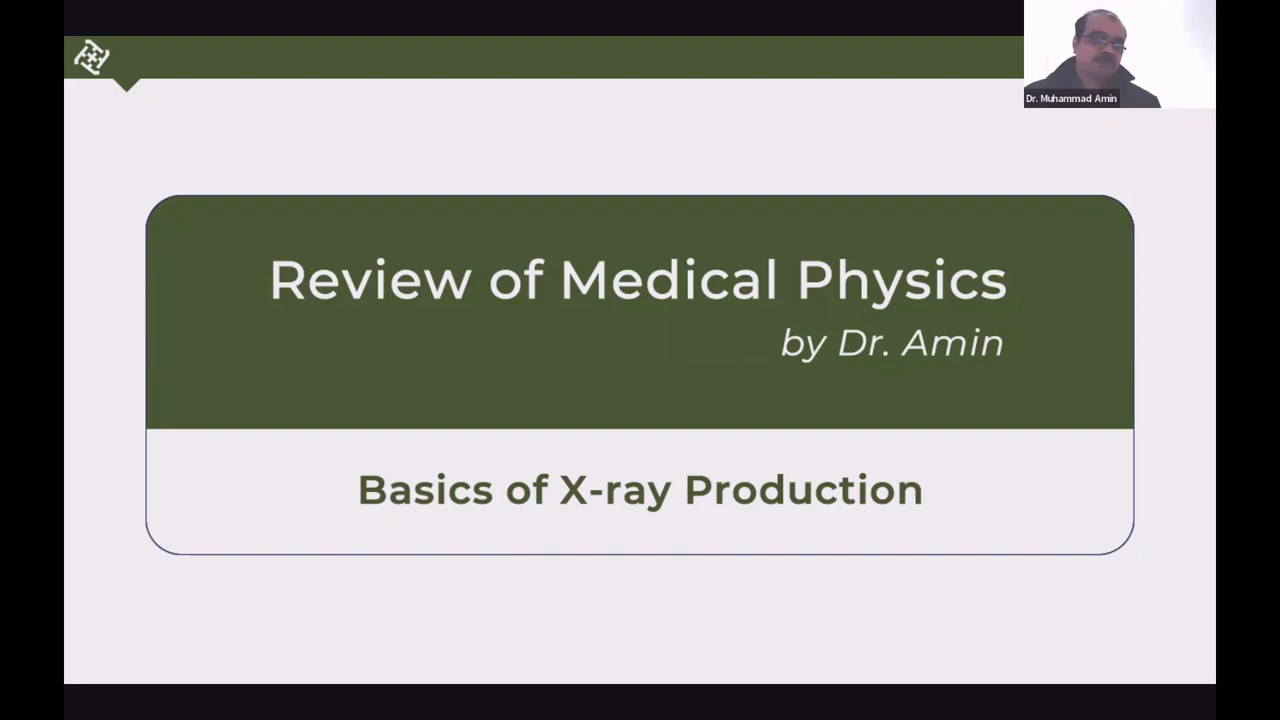 Dr. Muhammad Amin
Review of Medical Physics
by Dr. Amin
Basics of X-ray Production